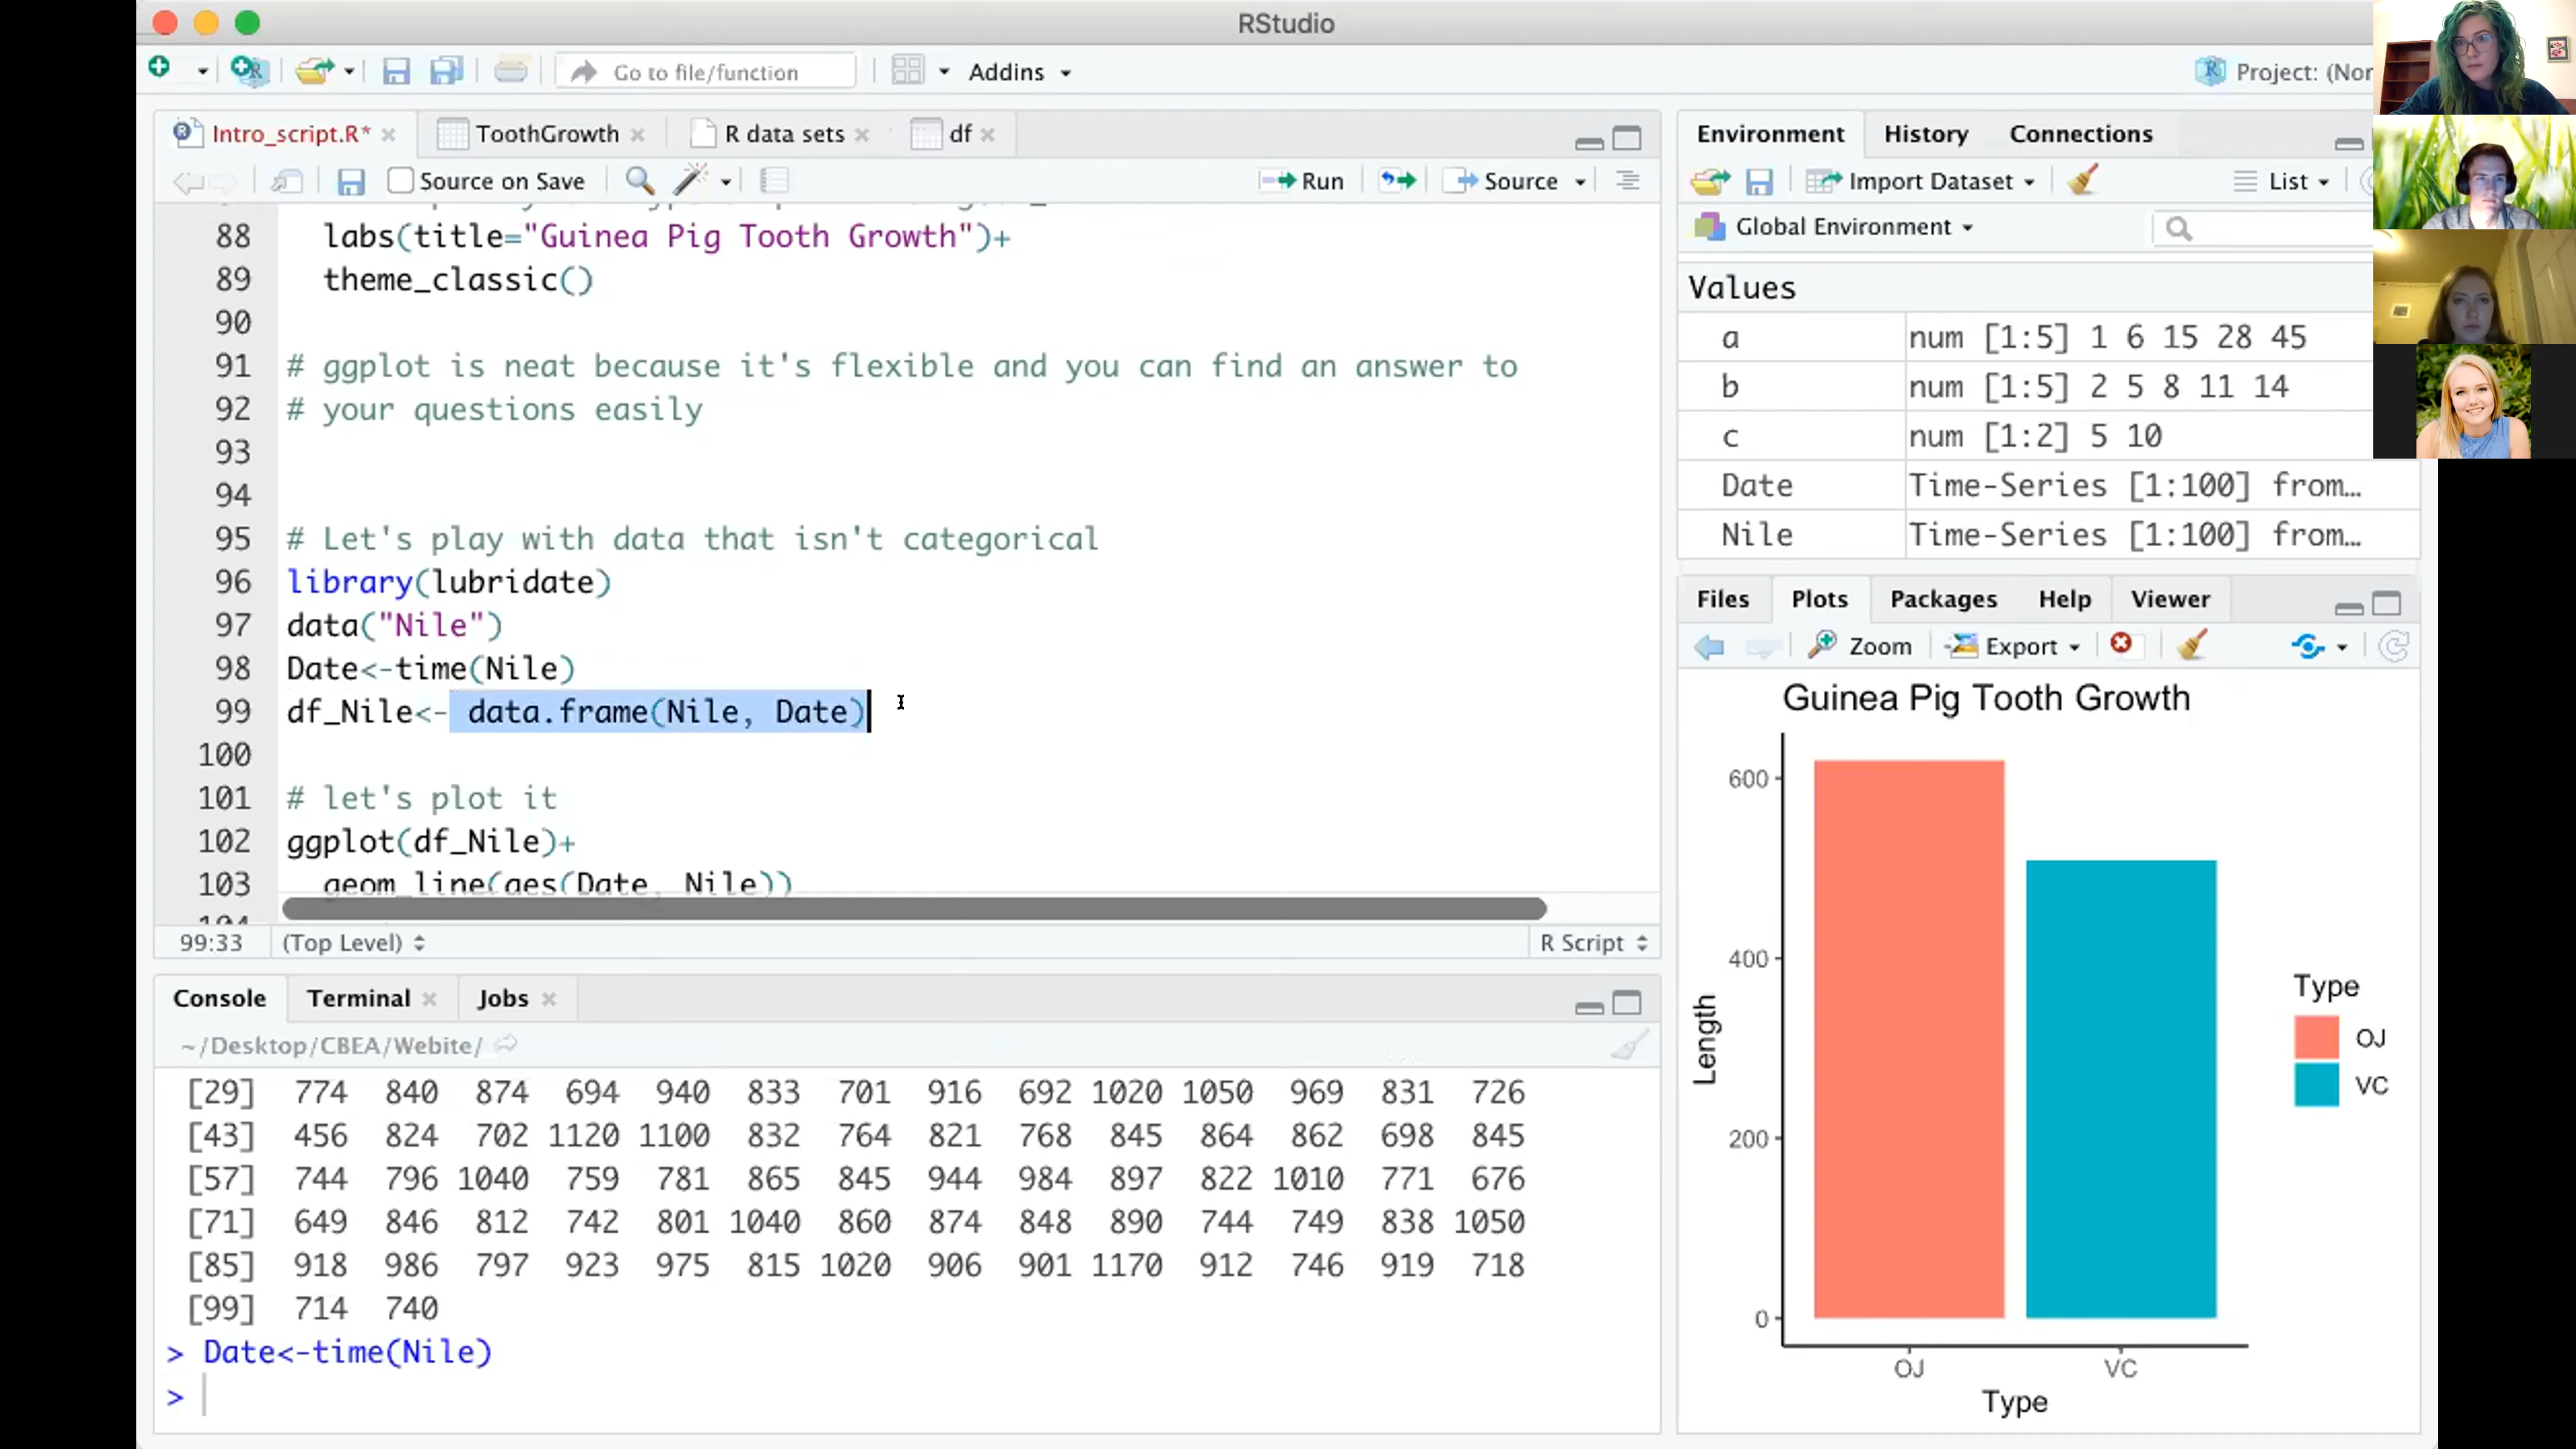 RStudio
Go to file/function
Addins
Project: (Nor
Intro_script.R*
ToothGrowth
R data sets
df
Source on Save
Run
Source
88 labs(title="Guinea Pig Tooth Growth")+
89 theme_classic()
90
91 # ggplot is neat because it's flexible and you can find an answer to
92 # your questions easily
93
94
95 # Let's play with data that isn't categorical
96 library(lubridate)
97 data("Nile")
98 Date<-time(Nile)
99 df_Nile<- data.frame(Nile, Date)
100
101 # let's plot it
102 ggplot(df_Nile)+
103 geom_line(aes(Date, Nile))
104
99:33 (Top Level) R Script
Console Terminal Jobs
~/Desktop/CBEA/Webite/
[29] 774 840 874 694 940 833 701 916 692 1020 1050 969 831 726
[43] 456 824 702 1120 1100 832 764 821 768 845 864 862 698 845
[57] 744 796 1040 759 781 865 845 944 984 897 822 1010 771 676
[71] 649 846 812 742 801 1040 860 874 848 890 744 749 838 1050
[85] 918 986 797 923 975 815 1020 906 901 1170 912 746 919 718
[99] 714 740
> Date<-time(Nile)
>
Environment History Connections
Import Dataset List
Global Environment
Values
a num [1:5] 1 6 15 28 45
b num [1:5] 2 5 8 11 14
c num [1:2] 5 10
Date Time-Series [1:100] from…
Nile Time-Series [1:100] from…
Files Plots Packages Help Viewer
Zoom Export
Guinea Pig Tooth Growth
600
400
200
0
Length
OJ VC
Type
Type
OJ
VC